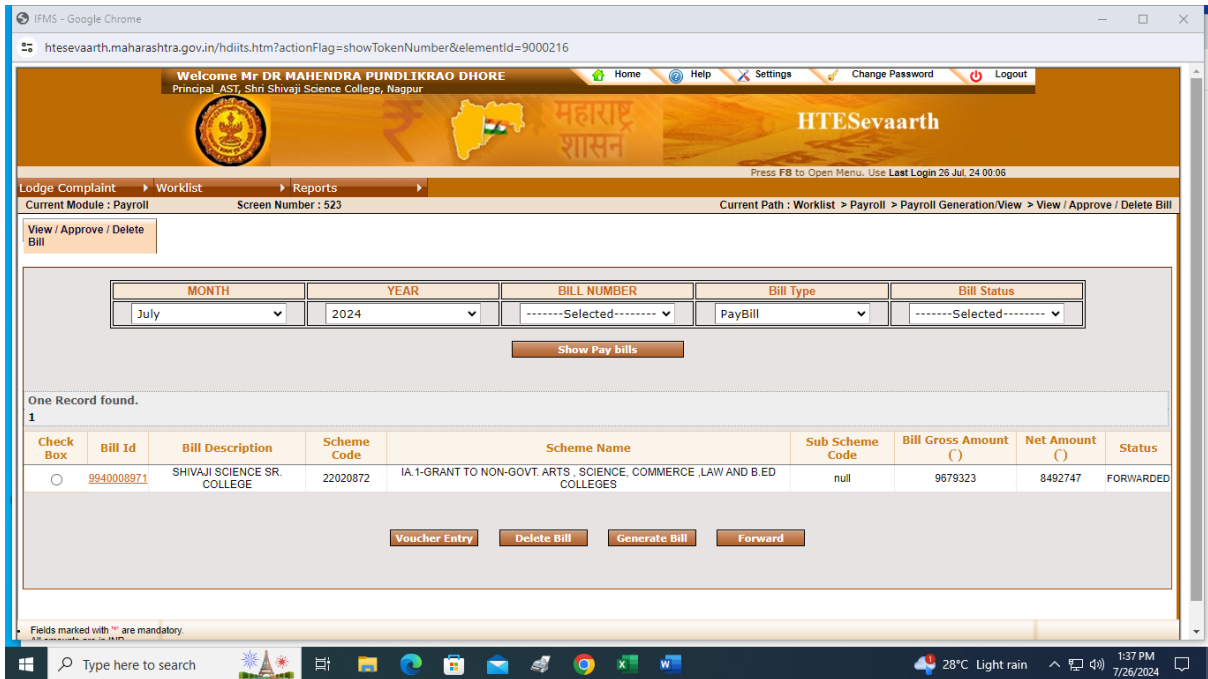 IFMS - Google Chrome
htesevaarth.maharashtra.gov.in/hdiits.htm?actionFlag=showTokenNumber&elementId=9000216
Welcome Mr DR MAHENDRA PUNDLIKRAO DHORE
Principal_AST, Shri Shivaji Science College, Nagpur
Home Help Settings Change Password Logout
महाराष्ट्र
शासन
HTESevaarth
Press F8 to Open Menu. Use Last Login 26 Jul, 24 00:06
Lodge Complaint Worklist Reports
Current Module : Payroll Screen Number : 523 Current Path : Worklist > Payroll > Payroll Generation/View > View / Approve / Delete Bill
View / Approve / Delete
Bill
MONTH YEAR BILL NUMBER Bill Type Bill Status
July 2024 -------Selected-------- PayBill -------Selected--------
Show Pay bills
One Record found.
1
Check Box Bill Id Bill Description Scheme Code Scheme Name Sub Scheme Code Bill Gross Amount (`) Net Amount (`) Status
9940008971 SHIVAJI SCIENCE SR. COLLEGE 22020872 IA.1-GRANT TO NON-GOVT. ARTS , SCIENCE, COMMERCE ,LAW AND B.ED COLLEGES null 9679323 8492747 FORWARDED
Voucher Entry Delete Bill Generate Bill Forward
Fields marked with '*' are mandatory.
All amounts are in INR
Type here to search
28°C Light rain
1:37 PM
7/26/2024